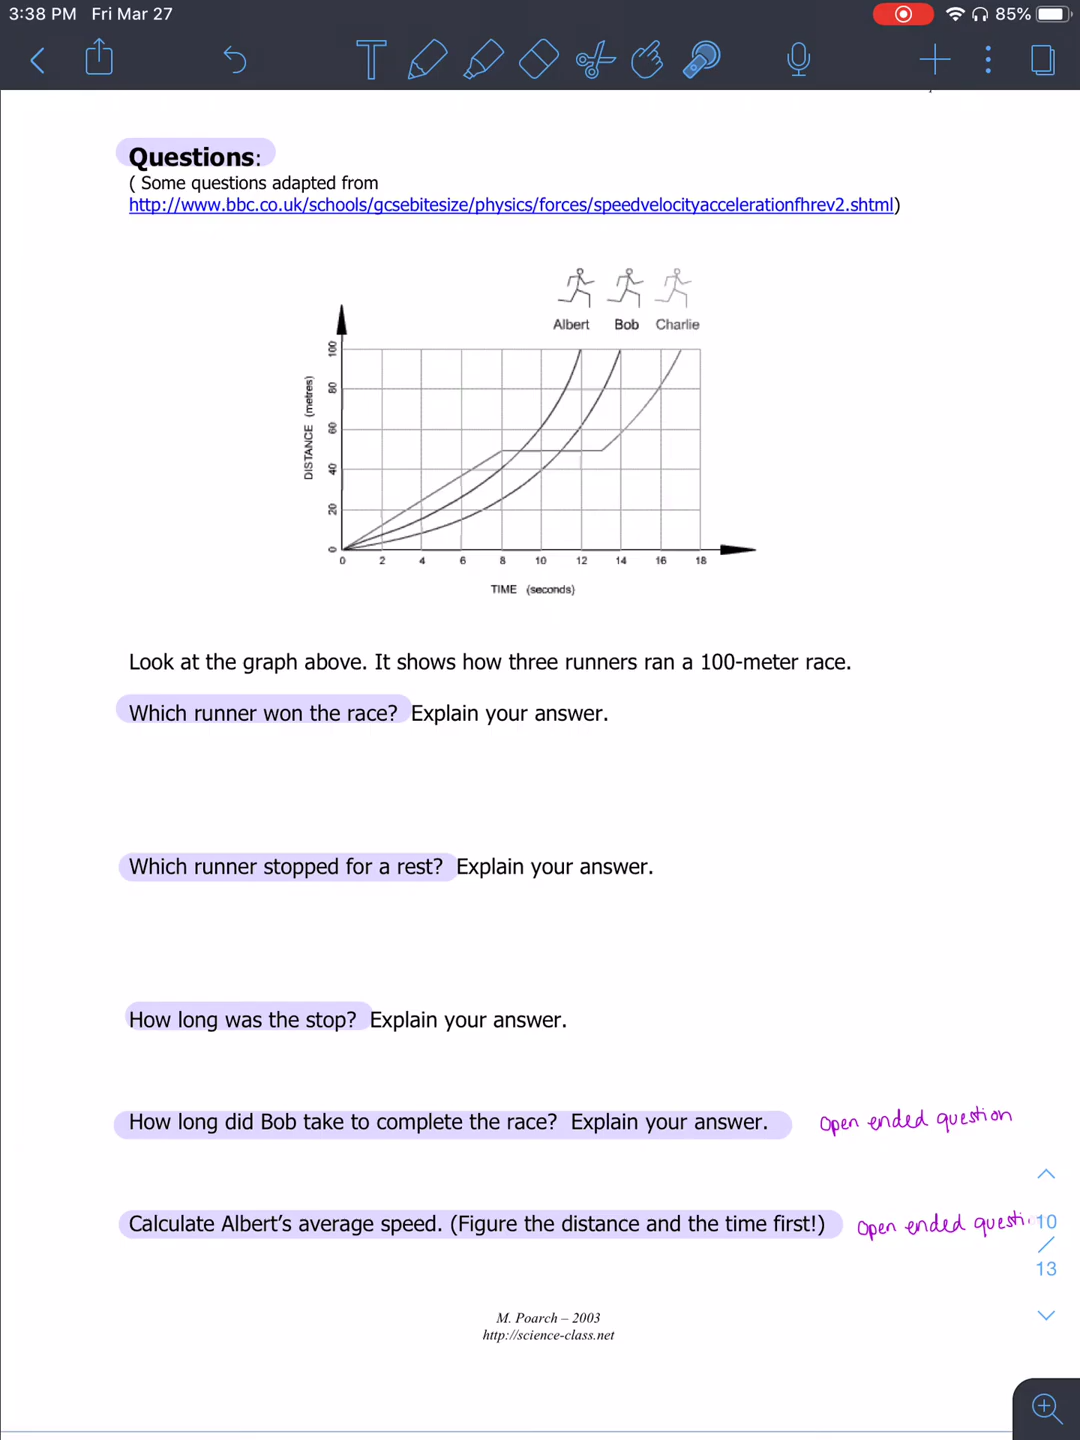 3:38 PM Fri Mar 27
85%
Questions:
( Some questions adapted from
http://www.bbc.co.uk/schools/gcsebitesize/physics/forces/speedvelocityaccelerationfhrev2.shtml)
Albert Bob Charlie
DISTANCE (metres)
100
80
60
40
20
0
0 2 4 6 8 10 12 14 16 18
TIME (seconds)
Look at the graph above. It shows how three runners ran a 100-meter race.
Which runner won the race? Explain your answer.
Which runner stopped for a rest? Explain your answer.
How long was the stop? Explain your answer.
How long did Bob take to complete the race? Explain your answer. Open ended question
Calculate Albert's average speed. (Figure the distance and the time first!) Open ended questi
10
/
13
M. Poarch – 2003
http://science-class.net